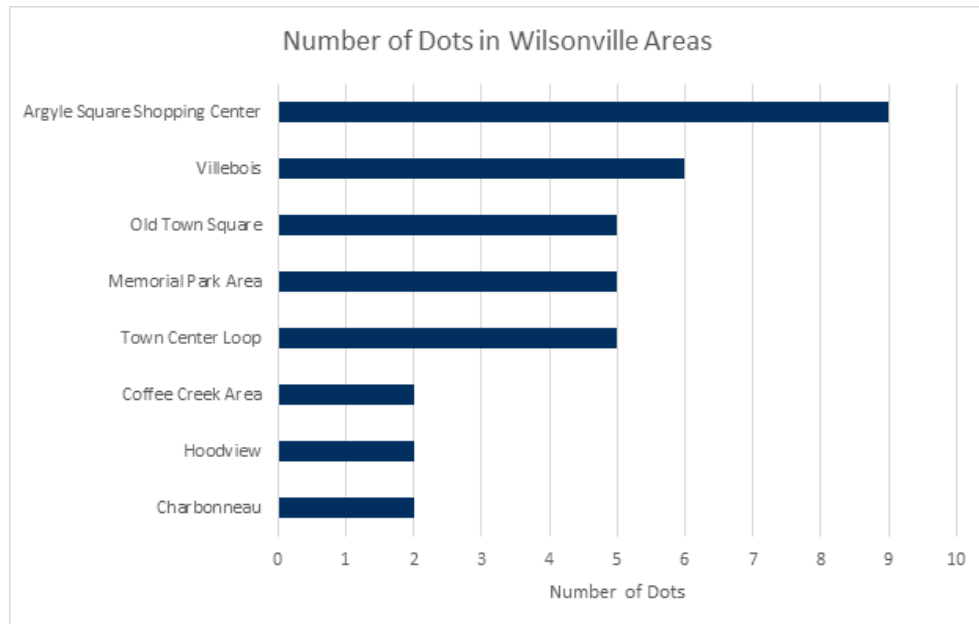 Number of Dots in Wilsonville Areas
Argyle Square Shopping Center
Villebois
Old Town Square
Memorial Park Area
Town Center Loop
Coffee Creek Area
Hoodview
Charbonneau
0 1 2 3 4 5 6 7 8 9 10
Number of Dots